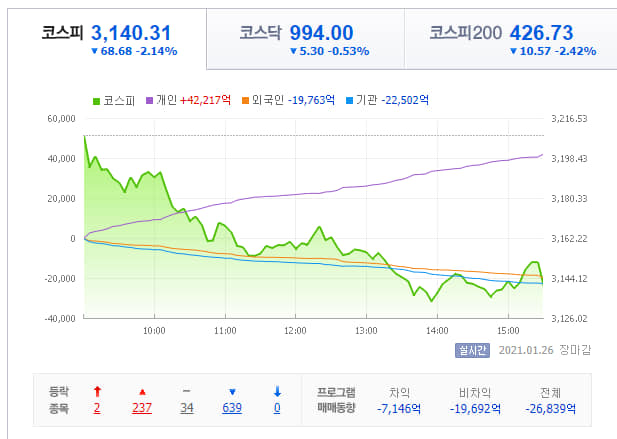 코스피 3,140.31 코스닥 994.00 코스피200 426.73
▼68.68 -2.14% ▼5.30 -0.53% ▼10.57 -2.42%
코스피 개인 +42,217억 외국인 -19,763억 기관 -22,502억
60,000 3,216.53
40,000 3,198.43
20,000 3,180.33
0 3,162.22
-20,000 3,144.12
-40,000 3,126.02
10:00 11:00 12:00 13:00 14:00 15:00
실시간 2021.01.26 장마감
등락 ↑ ▲ − ▼ ↓ 프로그램 차익 비차익 전체
종목 2 237 34 639 0 매매동향 -7,146억 -19,692억 -26,839억